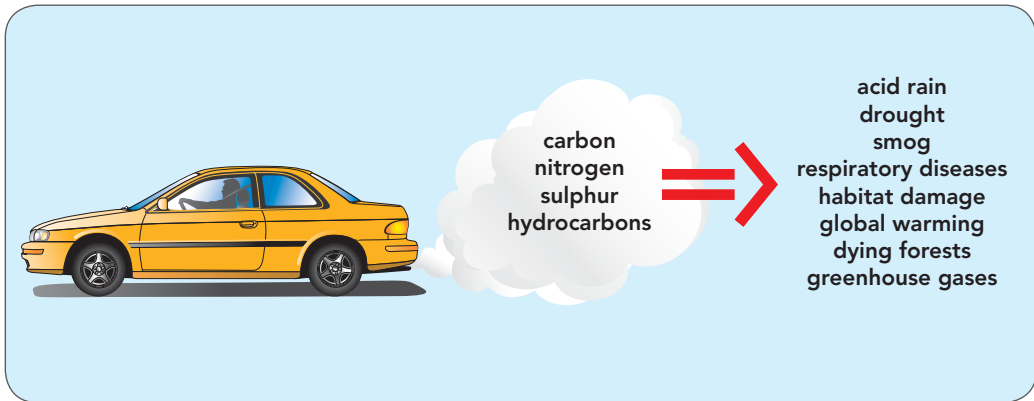 carbon
nitrogen
sulphur
hydrocarbons
acid rain
drought
smog
respiratory diseases
habitat damage
global warming
dying forests
greenhouse gases